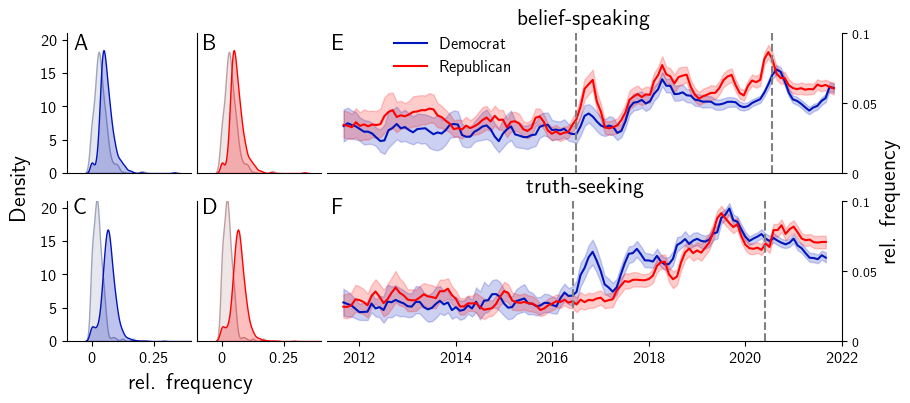 belief-speaking
A
B
E
Democrat
Republican
20
15
10
5
0
0.1
0.05
0
Density
rel. frequency
truth-seeking
C
D
F
20
15
10
5
0
0.1
0.05
0
0
0.25
0
0.25
2012
2014
2016
2018
2020
2022
rel. frequency